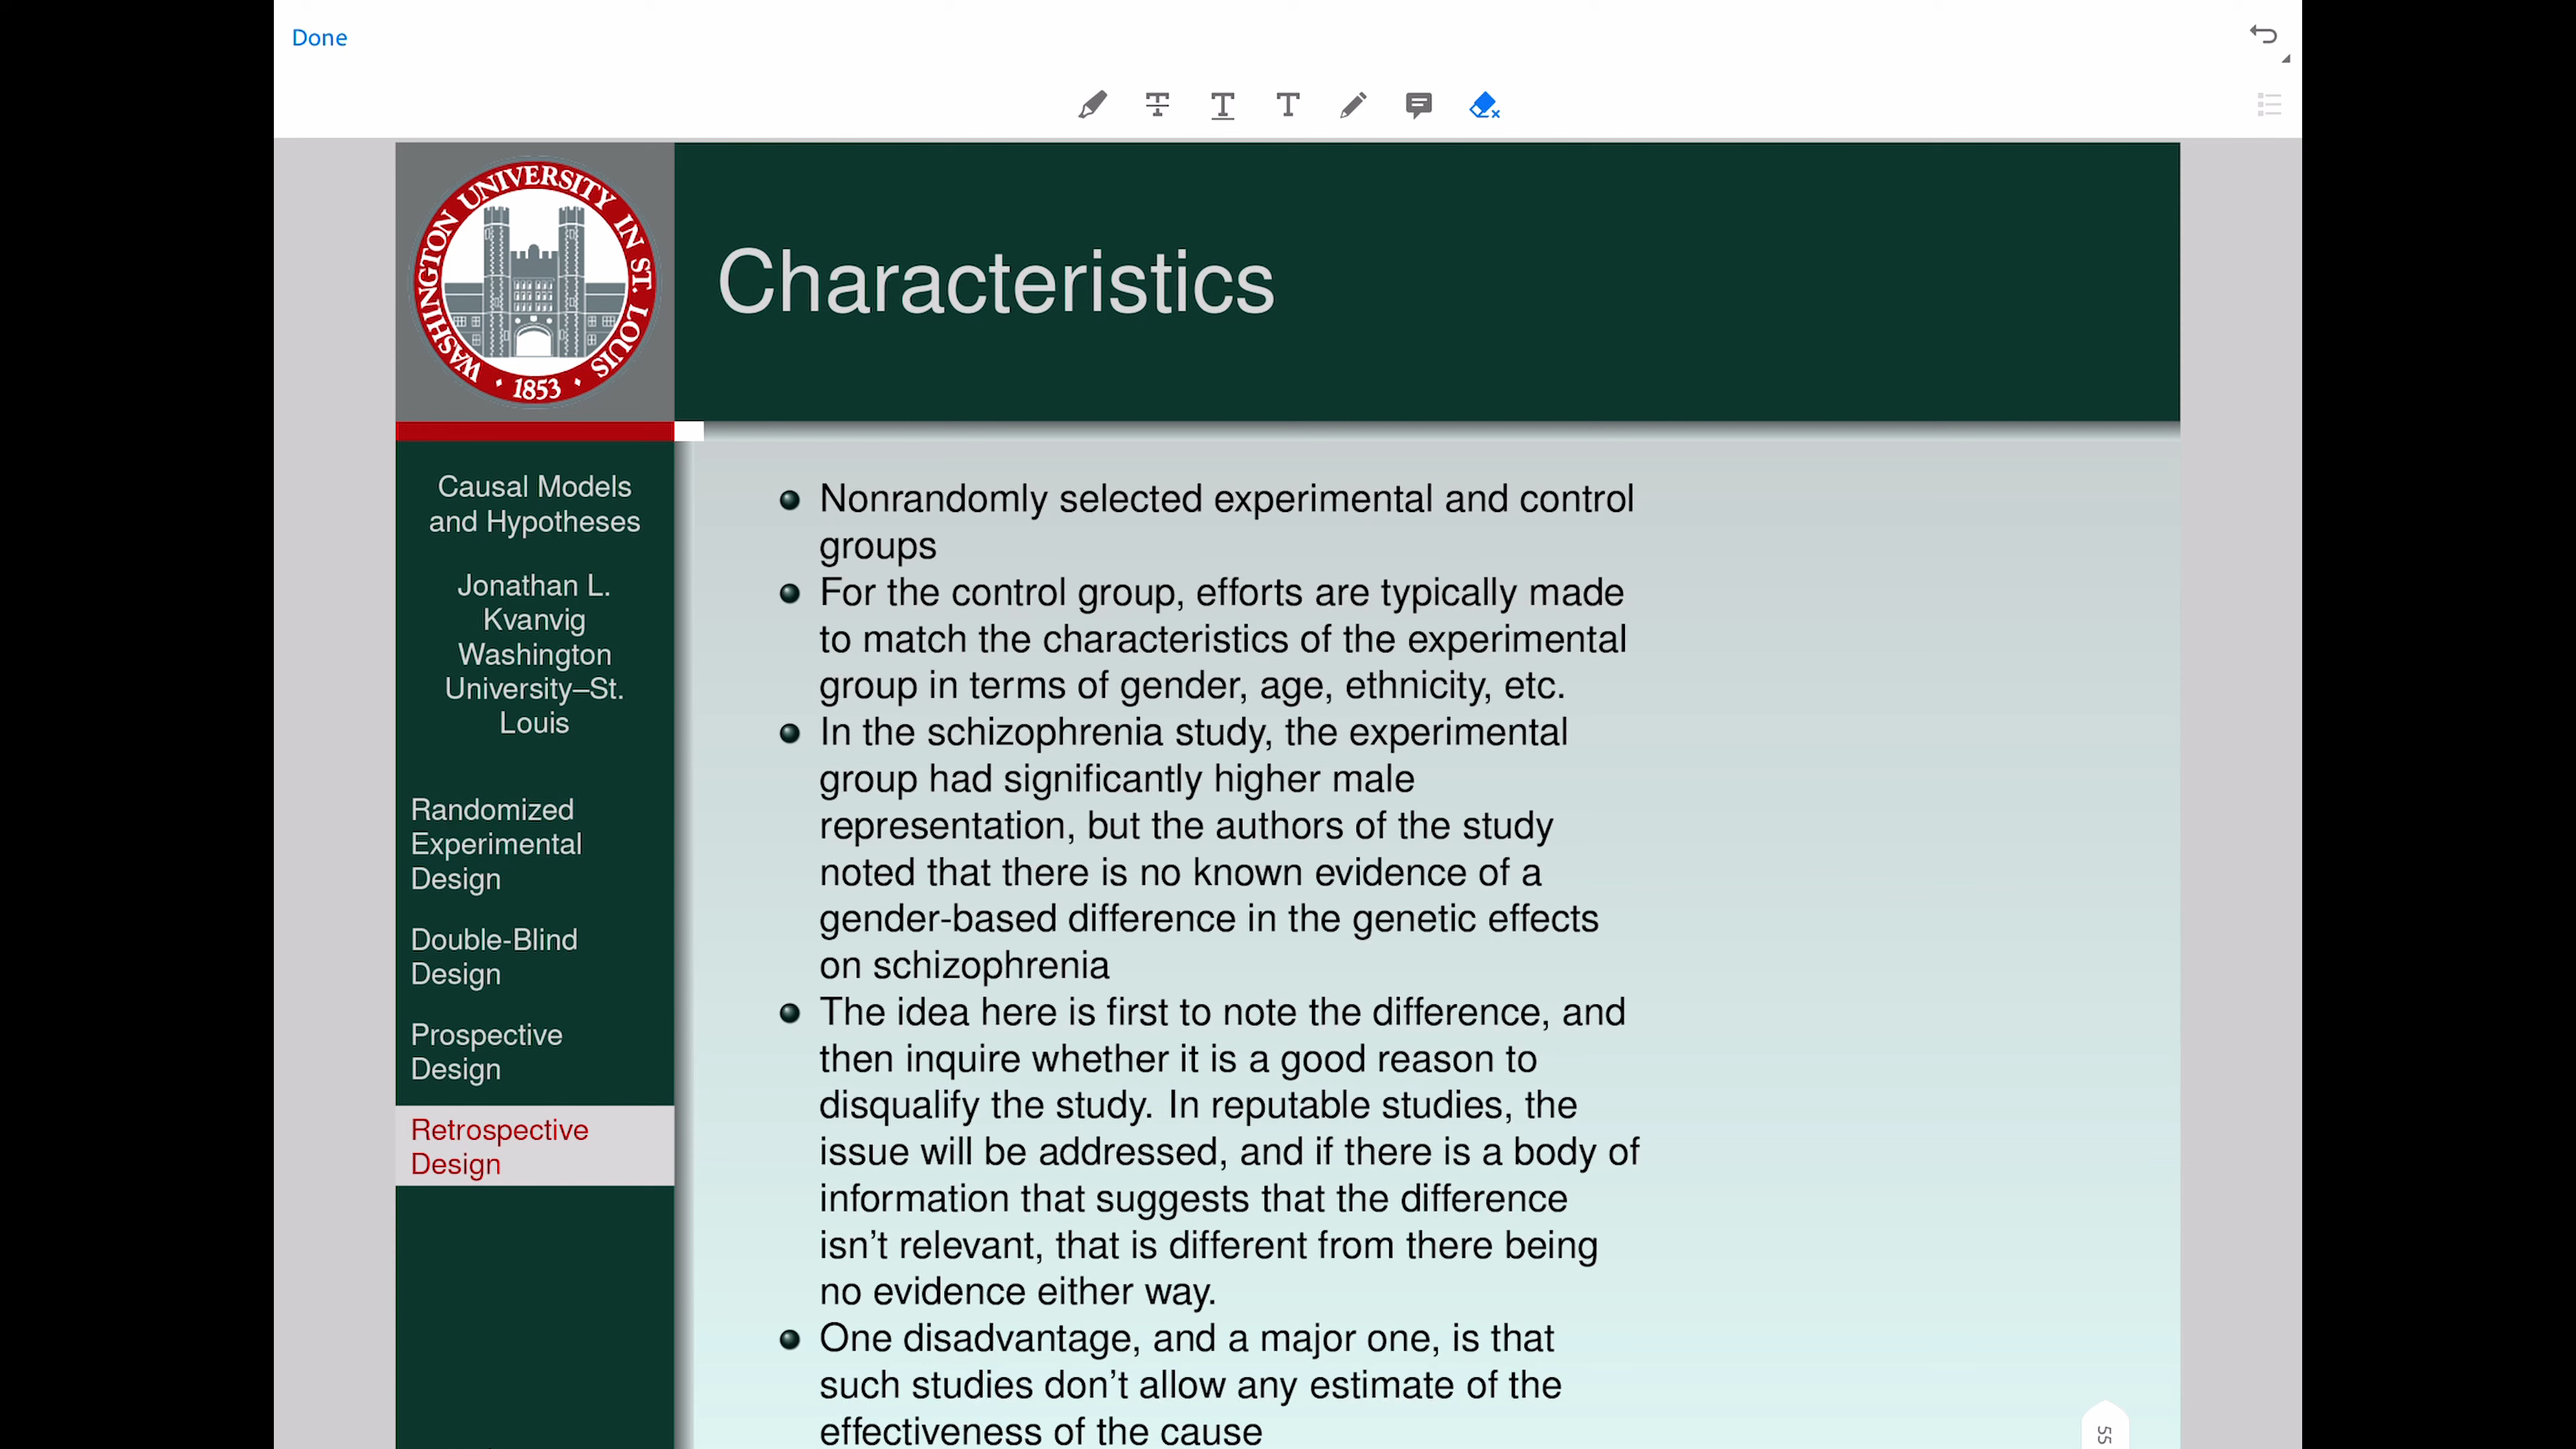 Done
WASHINGTON UNIVERSITY IN ST. LOUIS
1853
Characteristics
Causal Models
and Hypotheses
Jonathan L.
Kvanvig
Washington
University–St.
Louis
Randomized
Experimental
Design
Double-Blind
Design
Prospective
Design
Retrospective
Design
Nonrandomly selected experimental and control
groups
For the control group, efforts are typically made
to match the characteristics of the experimental
group in terms of gender, age, ethnicity, etc.
In the schizophrenia study, the experimental
group had significantly higher male
representation, but the authors of the study
noted that there is no known evidence of a
gender-based difference in the genetic effects
on schizophrenia
The idea here is first to note the difference, and
then inquire whether it is a good reason to
disqualify the study. In reputable studies, the
issue will be addressed, and if there is a body of
information that suggests that the difference
isn't relevant, that is different from there being
no evidence either way.
One disadvantage, and a major one, is that
such studies don't allow any estimate of the
effectiveness of the cause
55